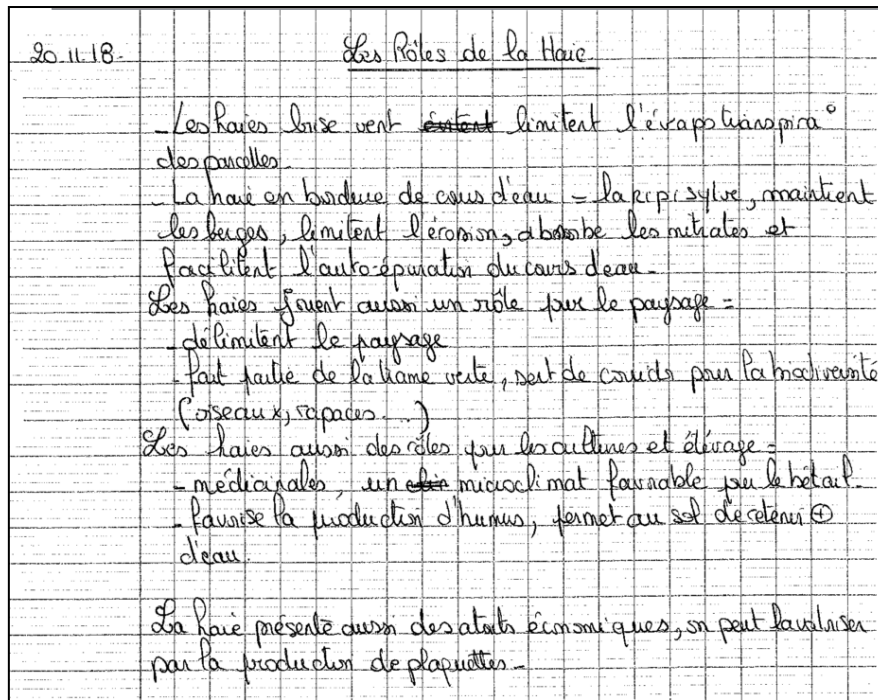 20.11.18.
Les Rôles de la Haie.
- Les haies brise vent évitent limitent l'évapotranspira°
des parcelles.
- La haie en bordure de cours d'eau = la ripisylve, maintient
les berges, limitent l'érosion, absorbe les nitrates et
facilitent l'auto-épuration du cours d'eau.
Les haies jouent aussi un rôle pour le paysage =
- délimitent le paysage
- fait partie de la trame verte, sert de corridor pour la biodiversité
(oiseaux, rapaces...)
Les haies aussi des rôles pour les cultures et élévage =
- médicinales, un microclimat favorable pour le bétail.
- favorise la production d'humus, permet au sol de retenir ⊕
d'eau.
La haie présente aussi des atouts économiques, on peut la valoriser
par la production de plaquettes -